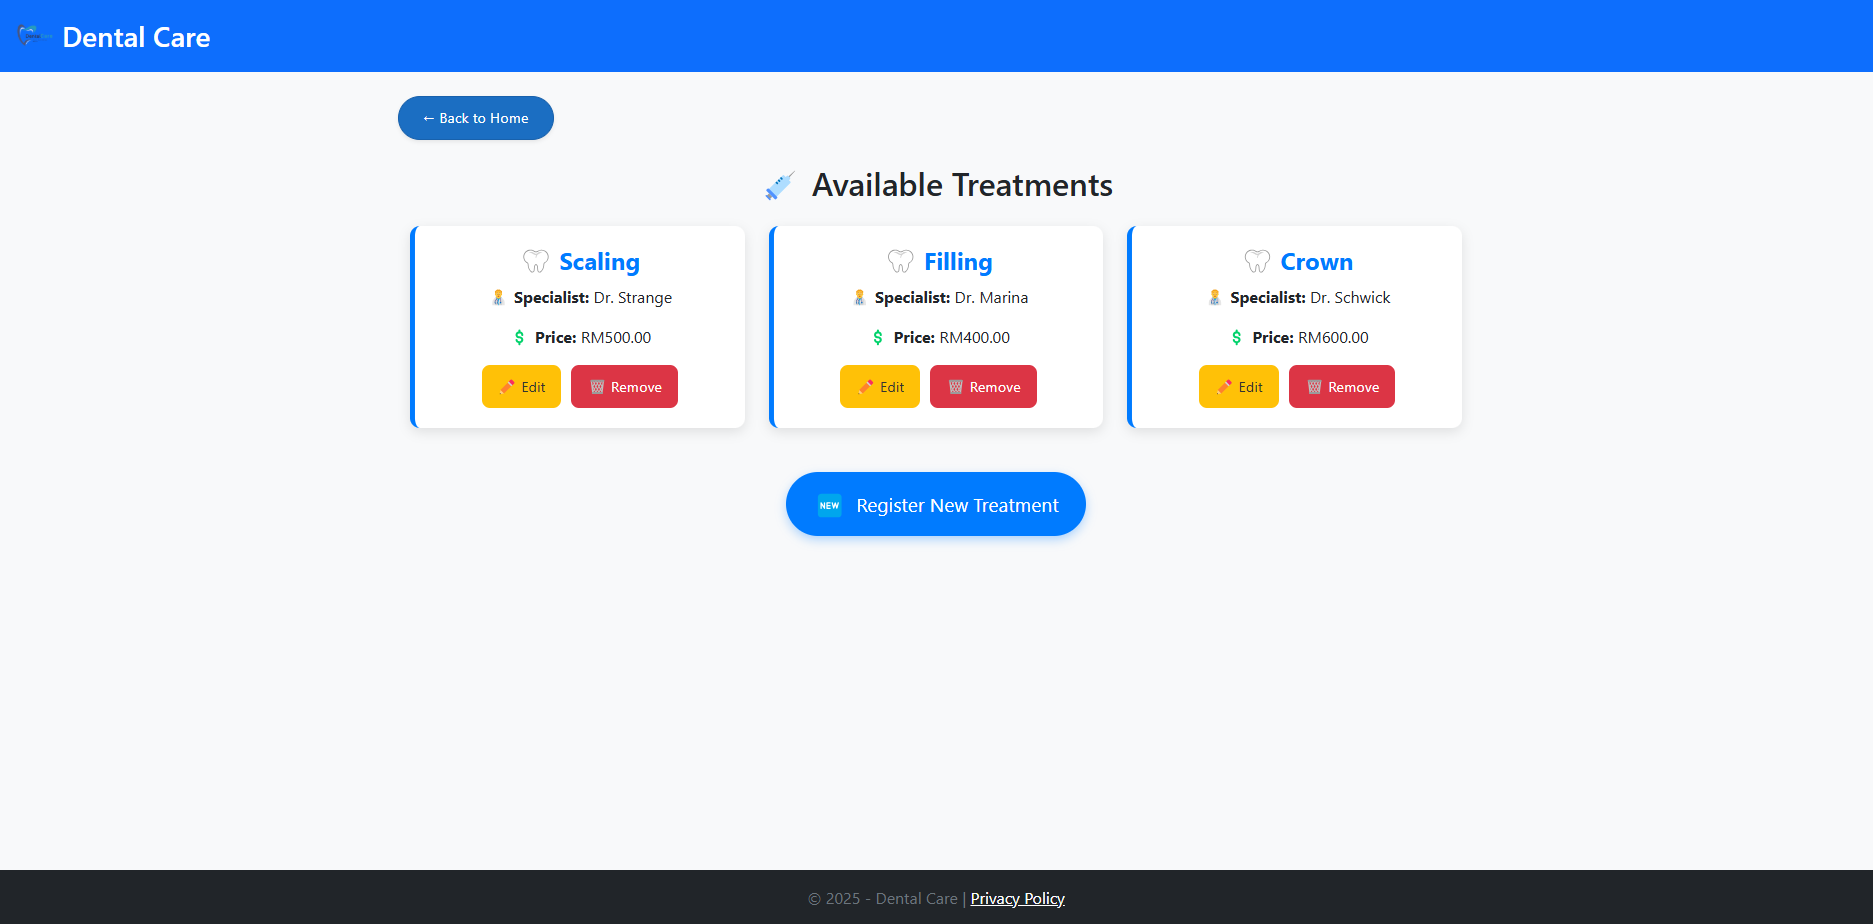 Dental Care
← Back to Home
Available Treatments
Scaling
Specialist: Dr. Strange
Price: RM500.00
Edit
Remove
Filling
Specialist: Dr. Marina
Price: RM400.00
Edit
Remove
Crown
Specialist: Dr. Schwick
Price: RM600.00
Edit
Remove
NEW Register New Treatment
© 2025 - Dental Care | Privacy Policy